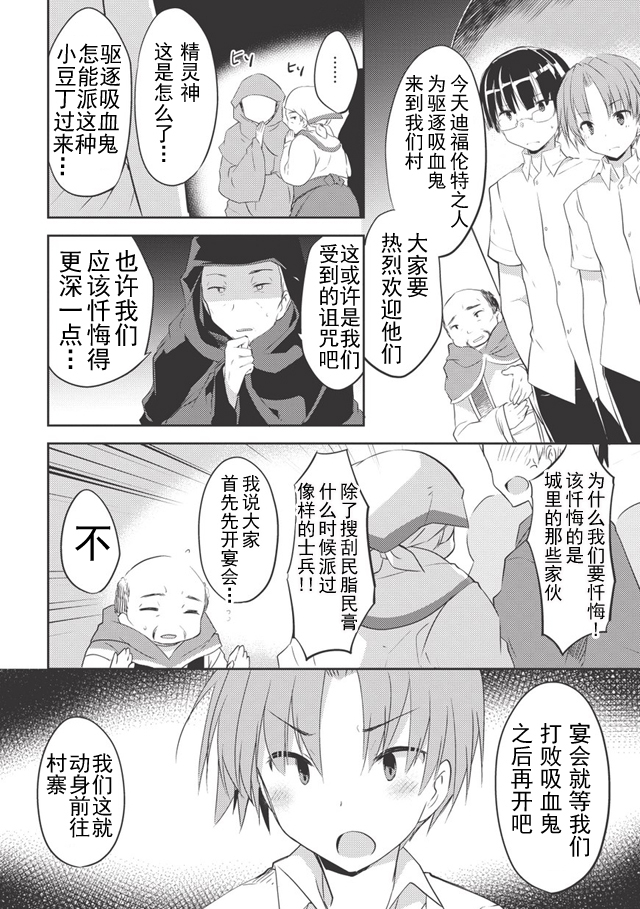 今天迪福伦特之人
为驱逐吸血鬼
来到我们村
大家要
热烈欢迎他们
……
ヒソ
ヒソ
精灵神
这是怎么了…
驱逐吸血鬼
怎能派这种
小豆丁过来…
这或许是我们
受到的诅咒吧
也许我们
应该忏悔得
更深一点…
为什么我们要忏悔！
该忏悔的是
城里的那些家伙
除了搜刮民脂民膏
什么时候派过
像样的士兵!!
我说大家
首先先开宴会…
不
宴会就等我们
打败吸血鬼
之后再开吧
我们这就
动身前往
村寨